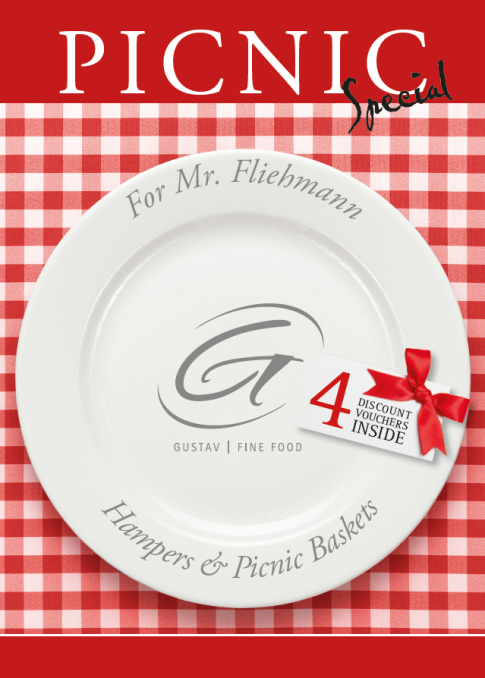 PICNIC
Special
For Mr. Fliehmann
G
GUSTAV | FINE FOOD
4 DISCOUNT
VOUCHERS
INSIDE
Hampers & Picnic Baskets